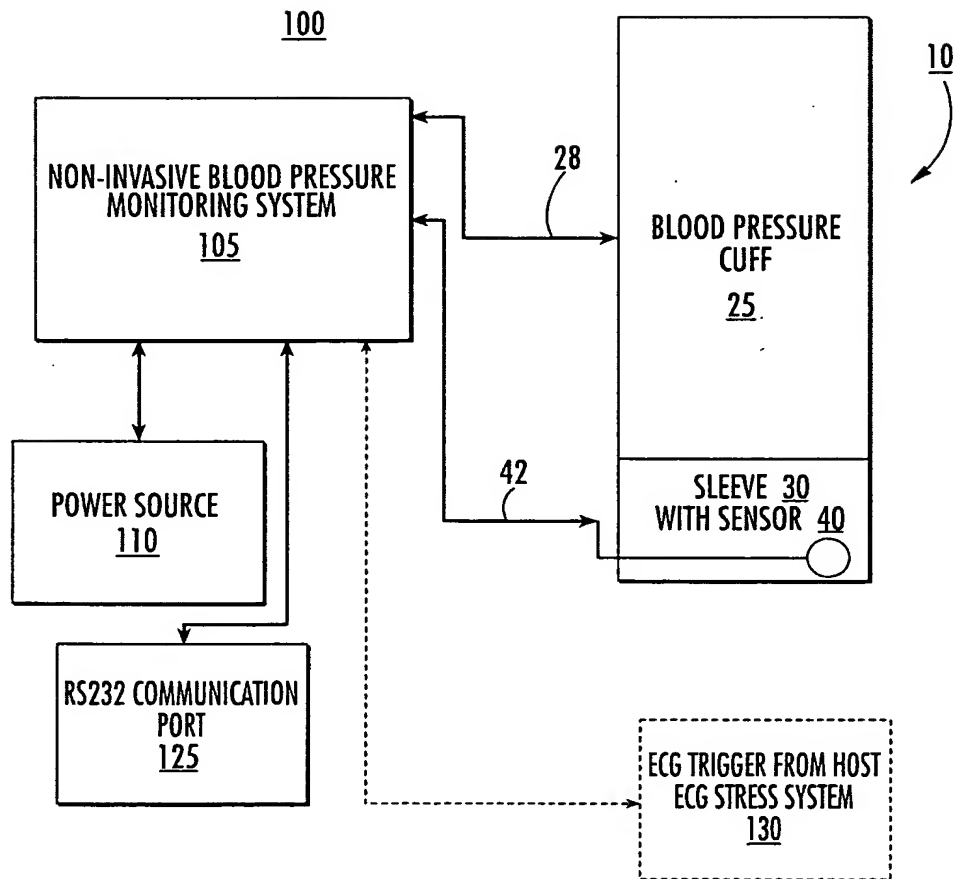 100
10
NON-INVASIVE BLOOD PRESSURE
MONITORING SYSTEM
105
28
BLOOD PRESSURE
CUFF
25
42
SLEEVE 30
WITH SENSOR 40
POWER SOURCE
110
RS232 COMMUNICATION
PORT
125
ECG TRIGGER FROM HOST
ECG STRESS SYSTEM
130